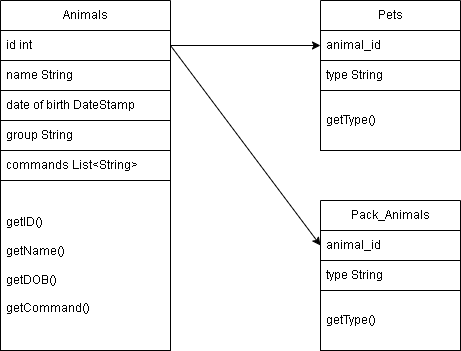 Animals
id int
name String
date of birth DateStamp
group String
commands List<String>
getID()
getName()
getDOB()
getCommand()
Pets
animal_id
type String
getType()
Pack_Animals
animal_id
type String
getType()